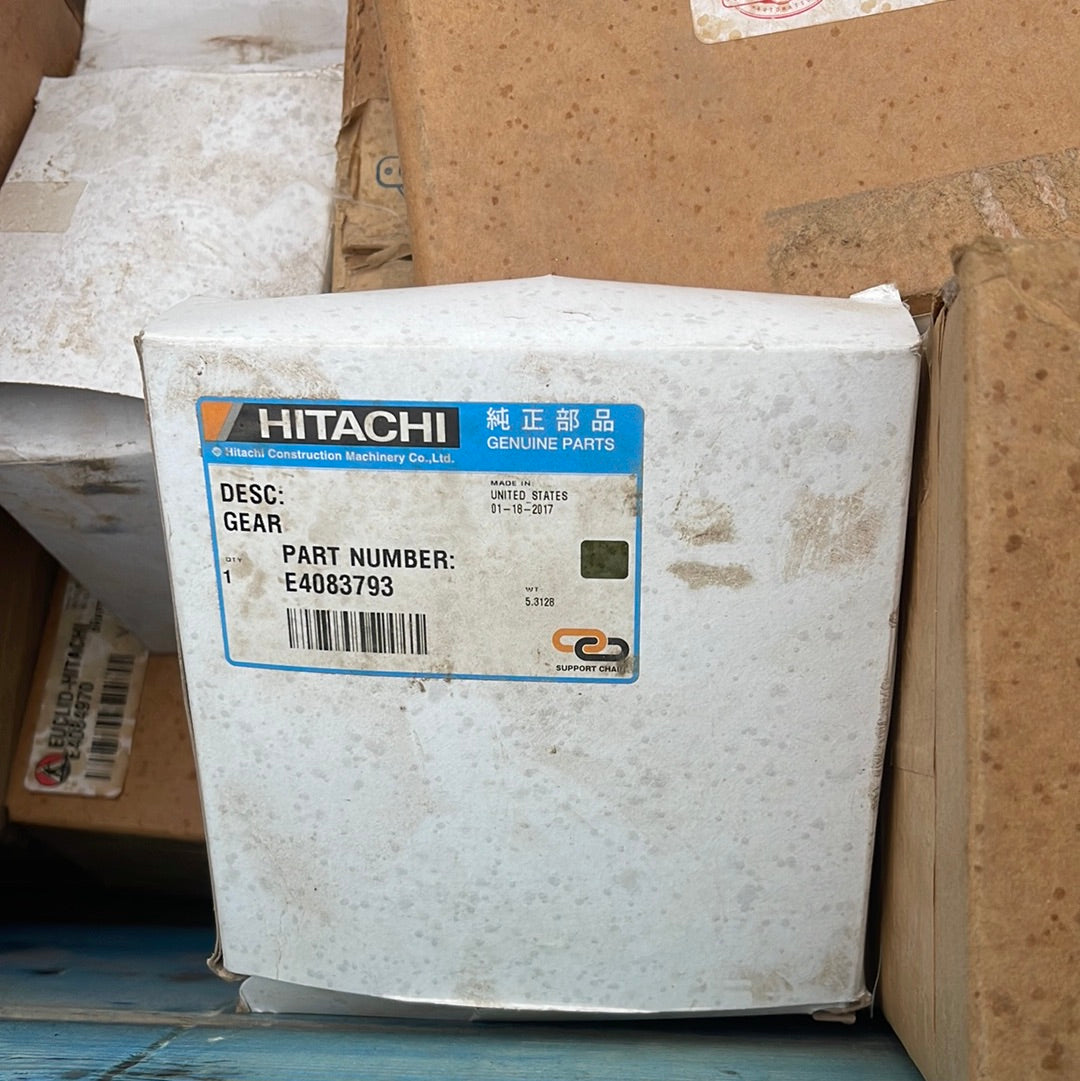 HITACHI
純正部品
GENUINE PARTS
© Hitachi Construction Machinery Co.,Ltd.
DESC:
GEAR
MADE IN:
UNITED STATES
01-18-2017
PART NUMBER:
E4083793
QTY
1
WT
5.3128
SUPPORT CHAIN
EUCLID-HITACHI
E4084970